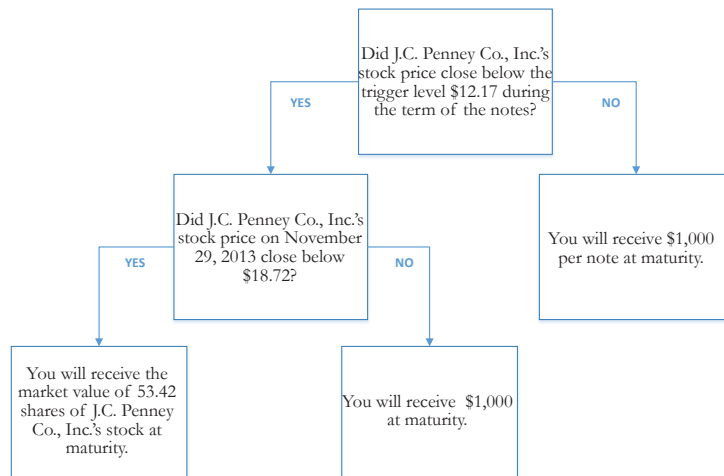 Did J.C. Penney Co., Inc.'s
stock price close below the
trigger level $12.17 during
the term of the notes?
YES
NO
Did J.C. Penney Co., Inc.'s
stock price on November
29, 2013 close below
$18.72?
You will receive $1,000
per note at maturity.
YES
NO
You will receive the
market value of 53.42
shares of J.C. Penney
Co., Inc.'s stock at
maturity.
You will receive $1,000
at maturity.